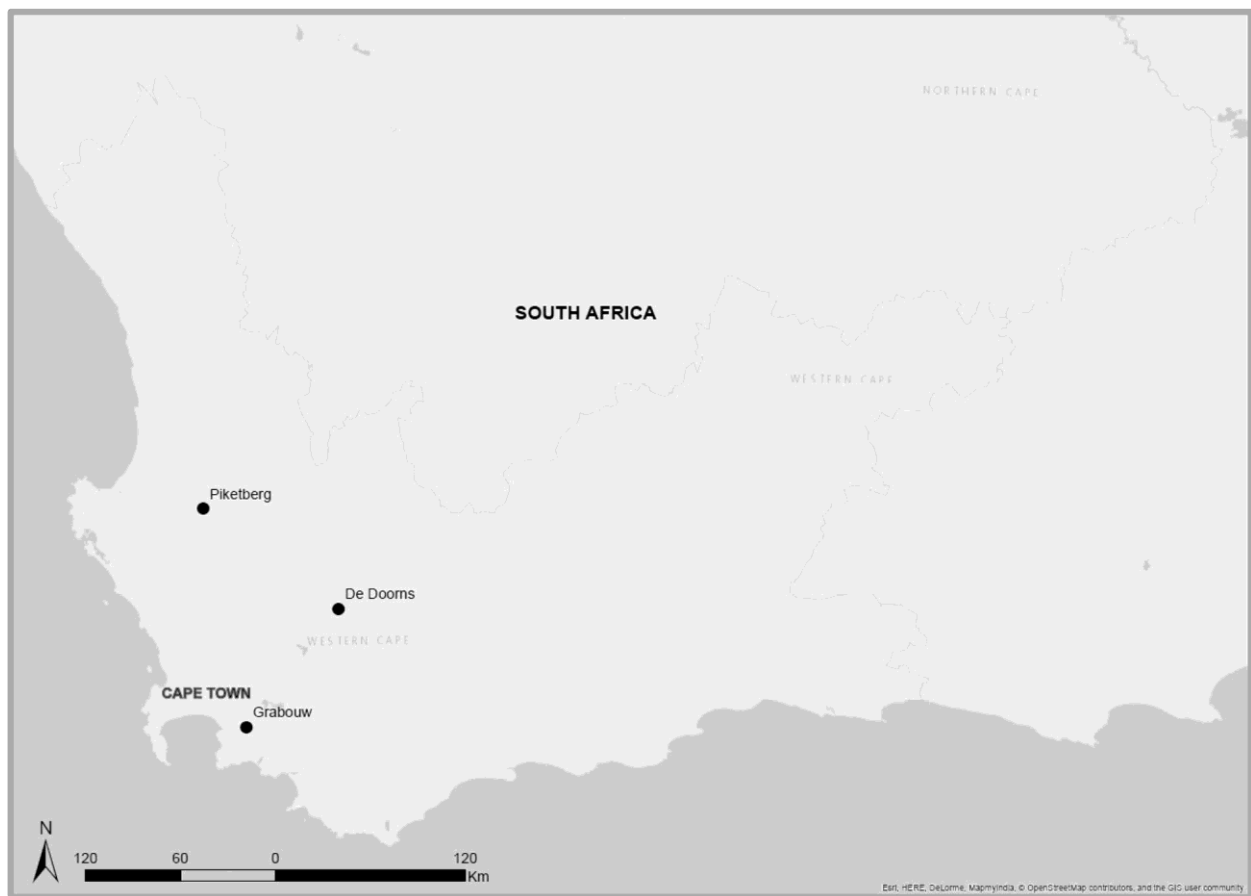 NORTHERN CAPE
SOUTH AFRICA
WESTERN CAPE
Piketberg
De Doorns
WESTERN CAPE
CAPE TOWN
Grabouw
N
120 60 0 120
Km
Esri, HERE, DeLorme, MapmyIndia, © OpenStreetMap contributors, and the GIS user community